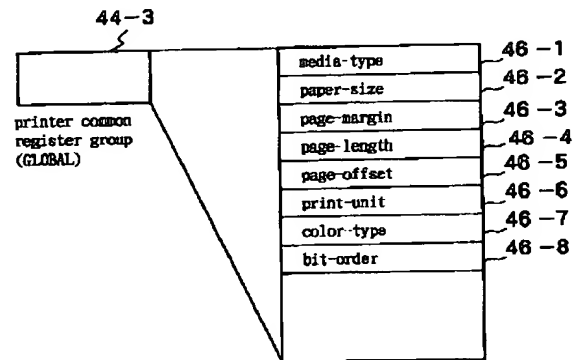 44-3
media-type 46-1
paper-size 46-2
page-margin 46-3
page-length 46-4
page-offset 46-5
print-unit 46-6
color-type 46-7
bit-order 46-8
printer common
register group
(GLOBAL)